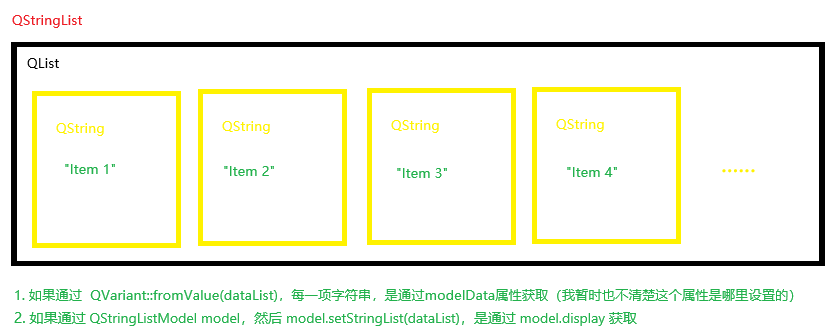 QStringList
QList
QString QString QString QString
"Item 1" "Item 2" "Item 3" "Item 4" ······
1. 如果通过 QVariant::fromValue(dataList)，每一项字符串，是通过modelData属性获取（我暂时也不清楚这个属性是哪里设置的）
2. 如果通过 QStringListModel model，然后 model.setStringList(dataList)，是通过 model.display 获取